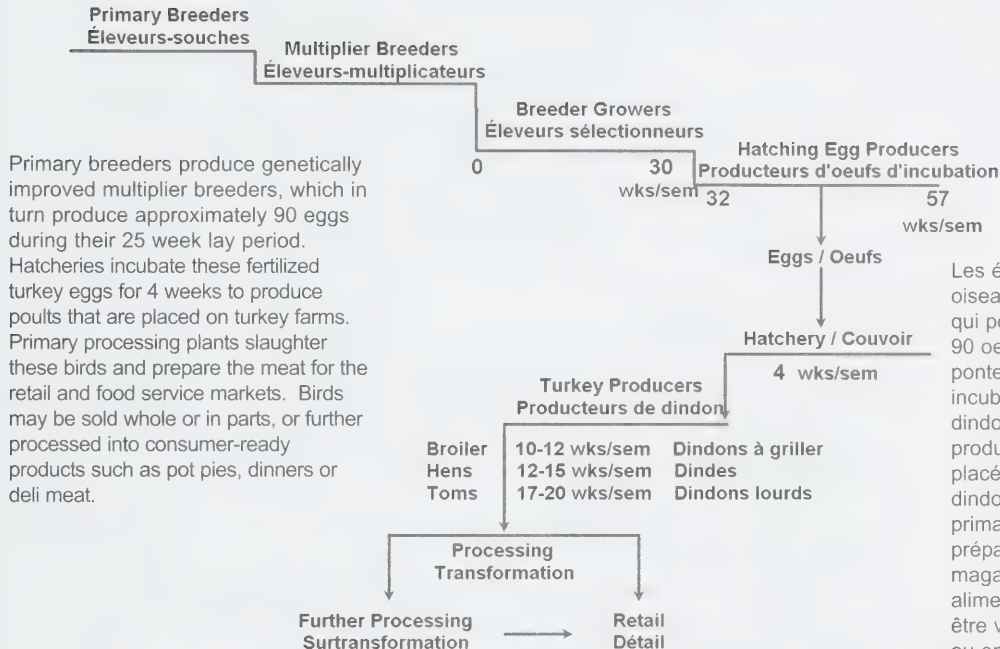 Primary Breeders
Éleveurs-souches
Multiplier Breeders
Éleveurs-multiplicateurs
Breeder Growers
Éleveurs sélectionneurs
0 30
wks/sem
Hatching Egg Producers
Producteurs d'oeufs d'incubation
32 57
wks/sem
Eggs / Oeufs
Hatchery / Couvoir
4 wks/sem
Turkey Producers
Producteurs de dindon
Broiler 10-12 wks/sem Dindons à griller
Hens 12-15 wks/sem Dindes
Toms 17-20 wks/sem Dindons lourds
Processing
Transformation
Further Processing
Surtransformation
Retail
Détail
Primary breeders produce genetically
improved multiplier breeders, which in
turn produce approximately 90 eggs
during their 25 week lay period.
Hatcheries incubate these fertilized
turkey eggs for 4 weeks to produce
poults that are placed on turkey farms.
Primary processing plants slaughter
these birds and prepare the meat for the
retail and food service markets. Birds
may be sold whole or in parts, or further
processed into consumer-ready
products such as pot pies, dinners or
deli meat.
Les é
oisea
qui po
90 oe
ponte
incub
dindo
produ
placé
dindo
prima
prépa
maga
alime
être v